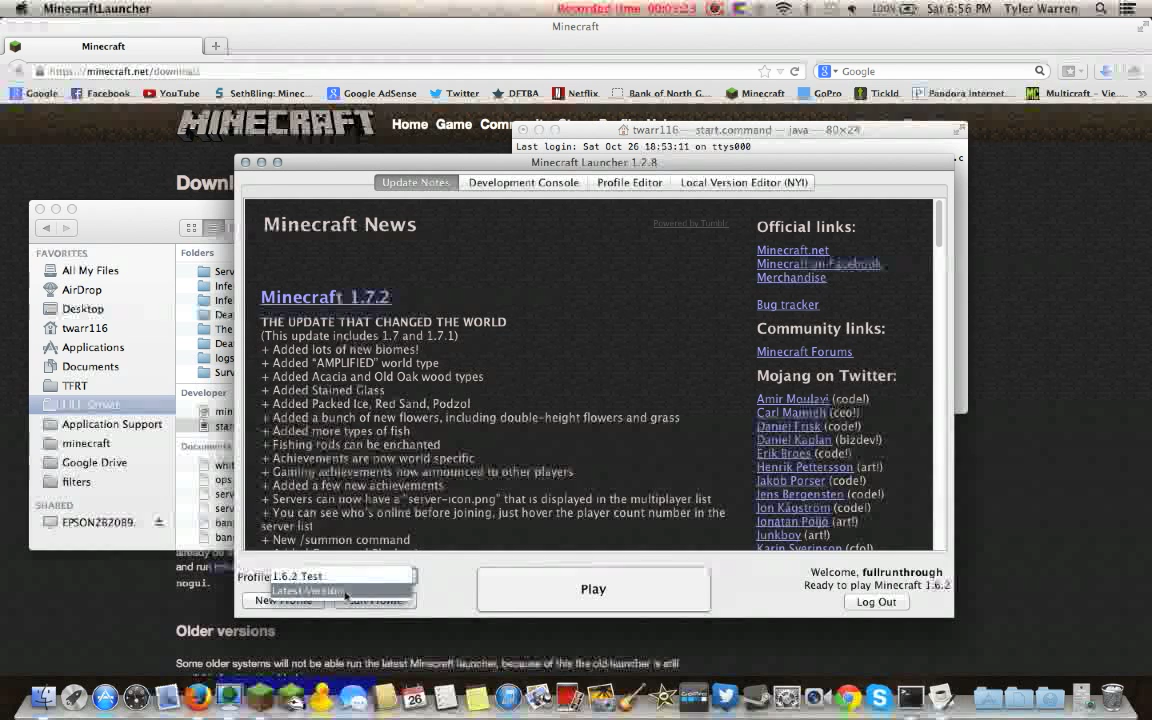 MinecraftLauncher
Recorded Time 00:03:23
100%
Sat 6:56 PM
Tyler Warren
Minecraft
Minecraft
https://minecraft.net/download
Google
Google
Facebook
YouTube
SethBling: Minec...
Google AdSense
Twitter
DFTBA
Netflix
Bank of North G...
Minecraft
GoPro
Tickld
Pandora Internet...
Multicraft – Vie...
MINECRAFT
Home Game
twarr116 — start.command — java — 80×24
Last login: Sat Oct 26 18:53:11 on ttys000
Minecraft Launcher 1.2.8
Update Notes
Development Console
Profile Editor
Local Version Editor (NYI)
Minecraft News
Powered by Tumblr
Minecraft 1.7.2
THE UPDATE THAT CHANGED THE WORLD
(This update includes 1.7 and 1.7.1)
+ Added lots of new biomes!
+ Added “AMPLIFIED” world type
+ Added Acacia and Old Oak wood types
+ Added Stained Glass
+ Added Packed Ice, Red Sand, Podzol
+ Added a bunch of new flowers, including double-height flowers and grass
+ Added more types of fish
+ Fishing rods can be enchanted
+ Achievements are now world specific
+ Gaming achievements now announced to other players
+ Added a few new achievements
+ Servers can now have a “server-icon.png” that is displayed in the multiplayer list
+ You can see who’s online before joining, just hover the player count number in the
server list
+ New /summon command
Official links:
Minecraft.net
Minecraft on Facebook
Merchandise
Bug tracker
Community links:
Minecraft Forums
Mojang on Twitter:
Amir Moulavi (code!)
Carl Manneh (ceo!)
Daniel Frisk (code!)
Daniel Kaplan (bizdev!)
Erik Broes (code!)
Henrik Pettersson (art!)
Jakob Porser (code!)
Jens Bergensten (code!)
Jon Kågström (code!)
Jonatan Pöljö (art!)
Junkboy (art!)
Karin Severinson (cfo!)
FAVORITES
All My Files
AirDrop
Desktop
twarr116
Applications
Documents
TFRT
Application Support
minecraft
Google Drive
filters
SHARED
EPSON2B2089
Folders
Developer
Documents
Profile:
1.6.2 Test
Latest Version
New Profile
Edit Profile
Play
Welcome, fullrunthrough
Ready to play Minecraft 1.6.2
Log Out
nogui.
Older versions
Some older systems will not be able run the latest Minecraft launcher, because of this the old launcher is still